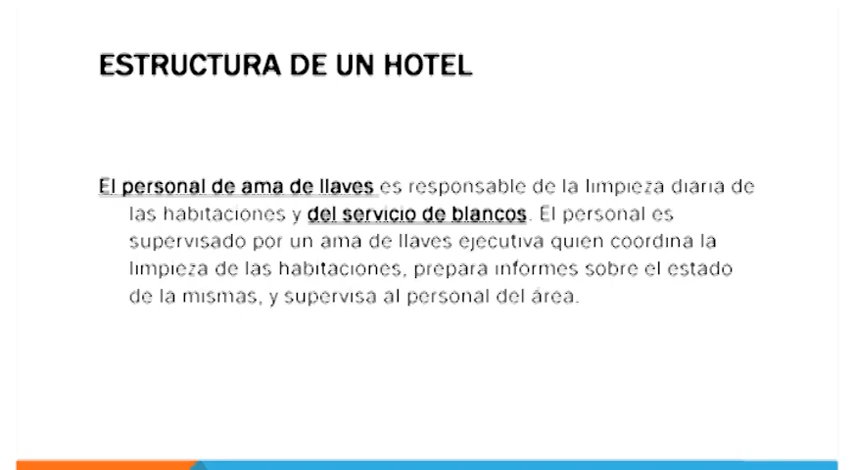 ESTRUCTURA DE UN HOTEL
El personal de ama de llaves es responsable de la limpieza diaria de
las habitaciones y del servicio de blancos. El personal es
supervisado por un ama de llaves ejecutiva quien coordina la
limpieza de las habitaciones, prepara informes sobre el estado
de la mismas, y supervisa al personal del área.